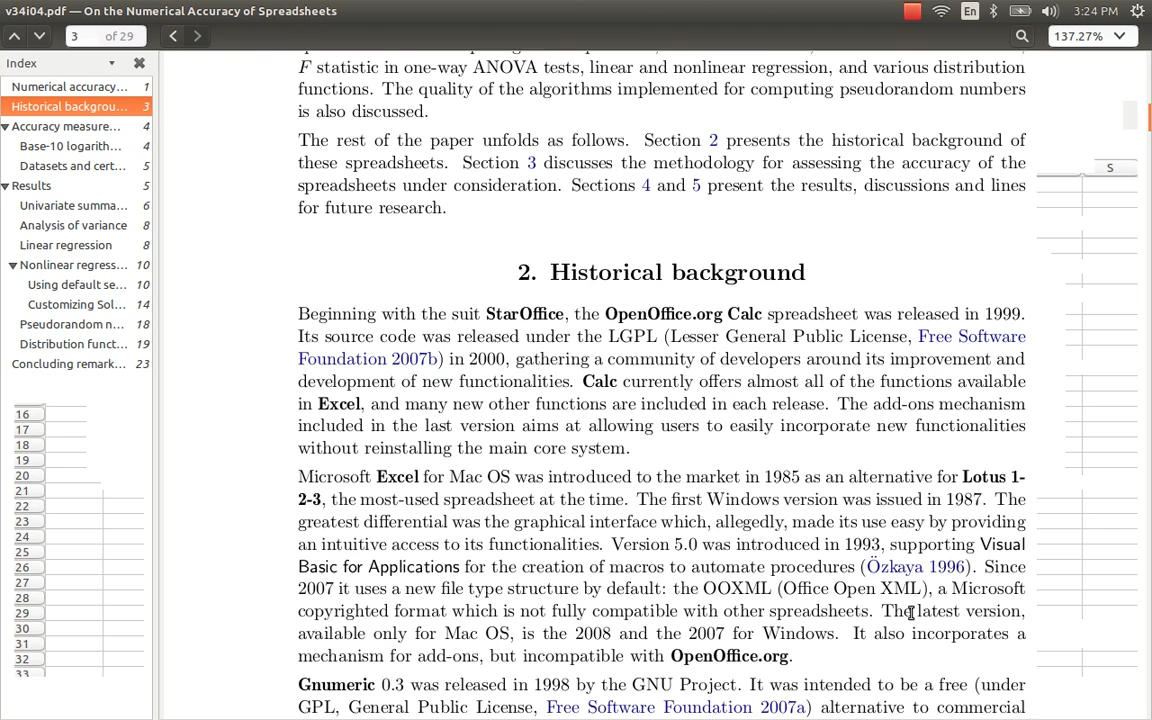 v34i04.pdf — On the Numerical Accuracy of Spreadsheets
En
3:24 PM
3 of 29
137.27%
Index
Numerical accuracy... 1
Historical backgrou... 3
Accuracy measure... 4
Base-10 logarith... 4
Datasets and cert... 5
Results 5
Univariate summa... 6
Analysis of variance 8
Linear regression 8
Nonlinear regress... 10
Using default se... 10
Customizing Sol... 14
Pseudorandom n... 18
Distribution funct... 19
Concluding remark... 23
16
17
18
19
20
21
22
23
24
25
26
27
28
29
30
31
32
33
S
F statistic in one-way ANOVA tests, linear and nonlinear regression, and various distribution
functions. The quality of the algorithms implemented for computing pseudorandom numbers
is also discussed.
The rest of the paper unfolds as follows. Section 2 presents the historical background of
these spreadsheets. Section 3 discusses the methodology for assessing the accuracy of the
spreadsheets under consideration. Sections 4 and 5 present the results, discussions and lines
for future research.
2. Historical background
Beginning with the suit StarOffice, the OpenOffice.org Calc spreadsheet was released in 1999.
Its source code was released under the LGPL (Lesser General Public License, Free Software
Foundation 2007b) in 2000, gathering a community of developers around its improvement and
development of new functionalities. Calc currently offers almost all of the functions available
in Excel, and many new other functions are included in each release. The add-ons mechanism
included in the last version aims at allowing users to easily incorporate new functionalities
without reinstalling the main core system.
Microsoft Excel for Mac OS was introduced to the market in 1985 as an alternative for Lotus 1-
2-3, the most-used spreadsheet at the time. The first Windows version was issued in 1987. The
greatest differential was the graphical interface which, allegedly, made its use easy by providing
an intuitive access to its functionalities. Version 5.0 was introduced in 1993, supporting Visual
Basic for Applications for the creation of macros to automate procedures (Özkaya 1996). Since
2007 it uses a new file type structure by default: the OOXML (Office Open XML), a Microsoft
copyrighted format which is not fully compatible with other spreadsheets. The latest version,
available only for Mac OS, is the 2008 and the 2007 for Windows. It also incorporates a
mechanism for add-ons, but incompatible with OpenOffice.org.
Gnumeric 0.3 was released in 1998 by the GNU Project. It was intended to be a free (under
GPL, General Public License, Free Software Foundation 2007a) alternative to commercial